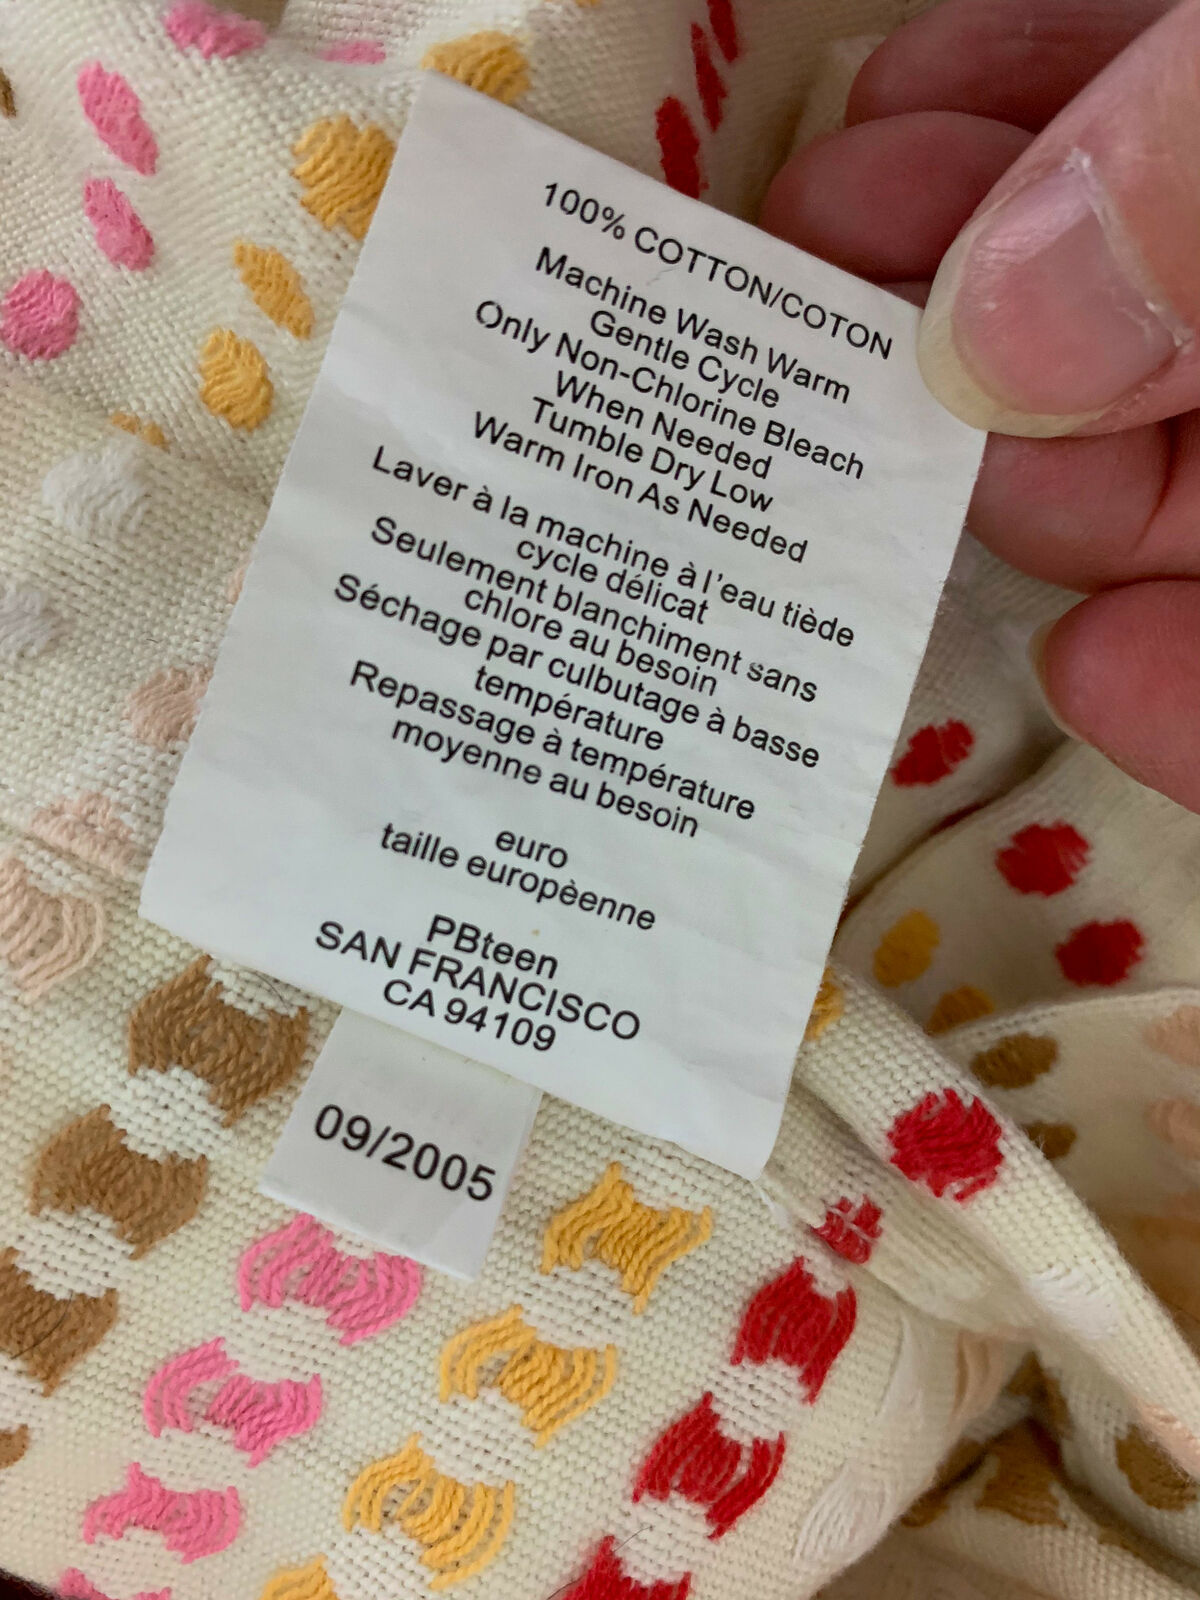 100% COTTON/COTON
Machine Wash Warm
Gentle Cycle
Only Non-Chlorine Bleach
When Needed
Tumble Dry Low
Warm Iron As Needed
Laver à la machine à l'eau tiède
cycle délicat
Seulement blanchiment sans
chlore au besoin
Séchage par culbutage à basse
température
Repassage à température
moyenne au besoin
euro
taille europèenne
PBteen
SAN FRANCISCO
CA 94109
09/2005